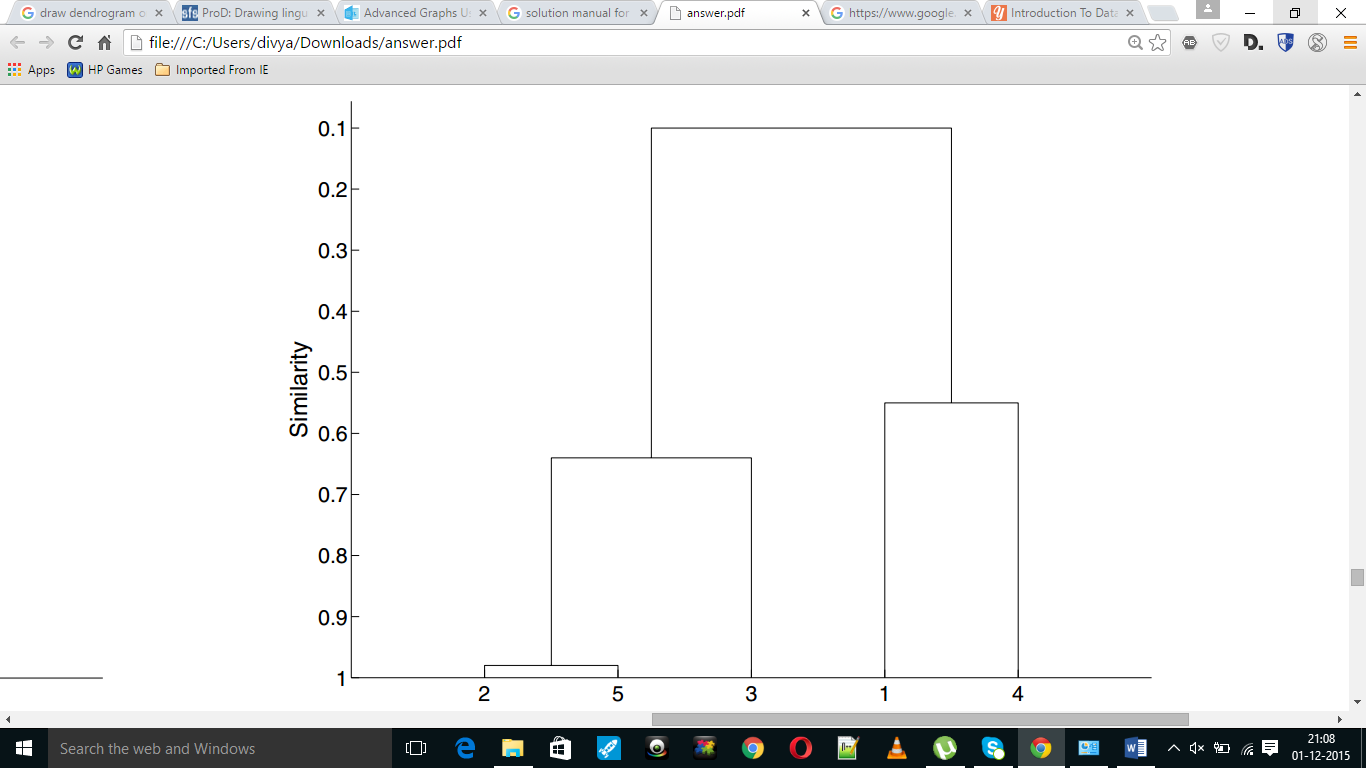 draw dendrogram o
ProD: Drawing lingu
Advanced Graphs U
solution manual for
answer.pdf
https://www.google.
Introduction To Data
file:///C:/Users/divya/Downloads/answer.pdf
Apps
HP Games
Imported From IE
0.1
0.2
0.3
0.4
0.5
0.6
0.7
0.8
0.9
1
Similarity
2 5 3 1 4
Search the web and Windows
21:08
01-12-2015